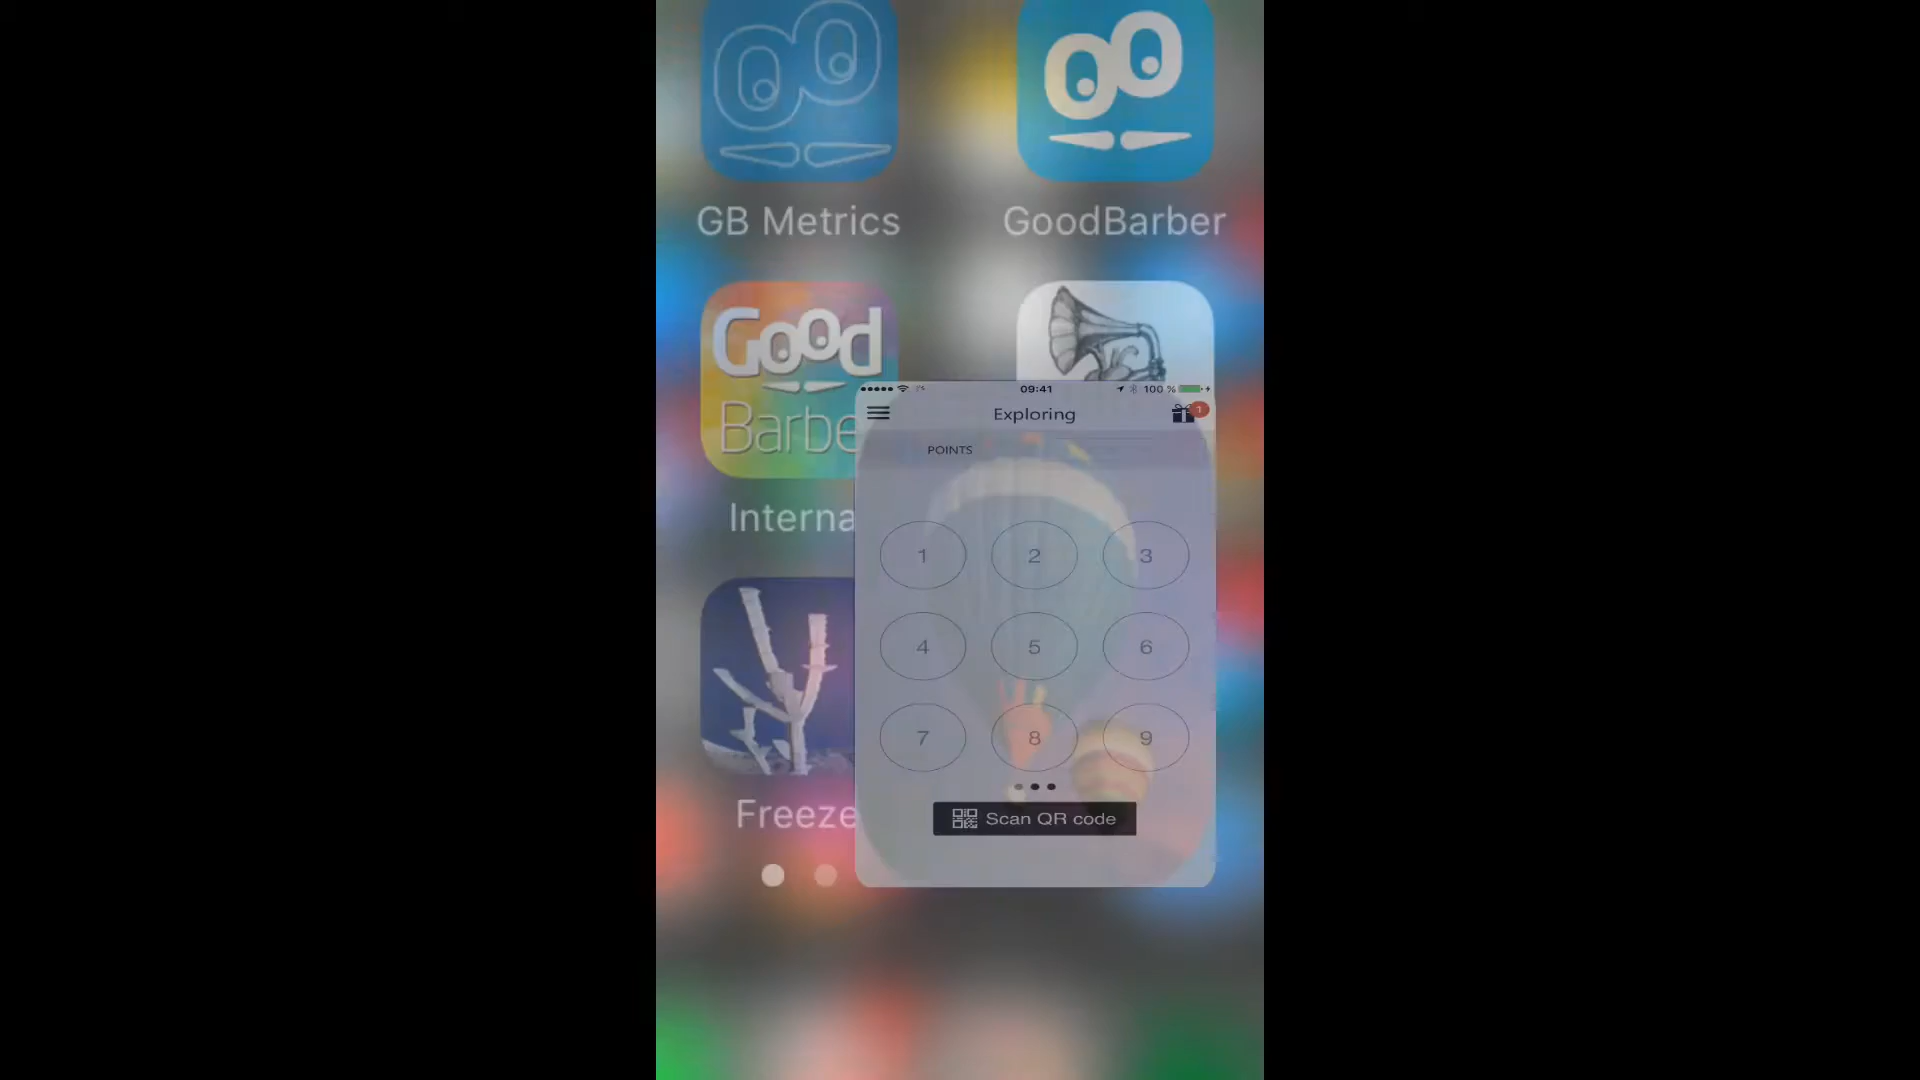 GB Metrics
GoodBarber
Good
Barbe
Interna
09:41
100 %
Exploring
1
POINTS
1 2 3
4 5 6
7 8 9
Scan QR code
Freeze